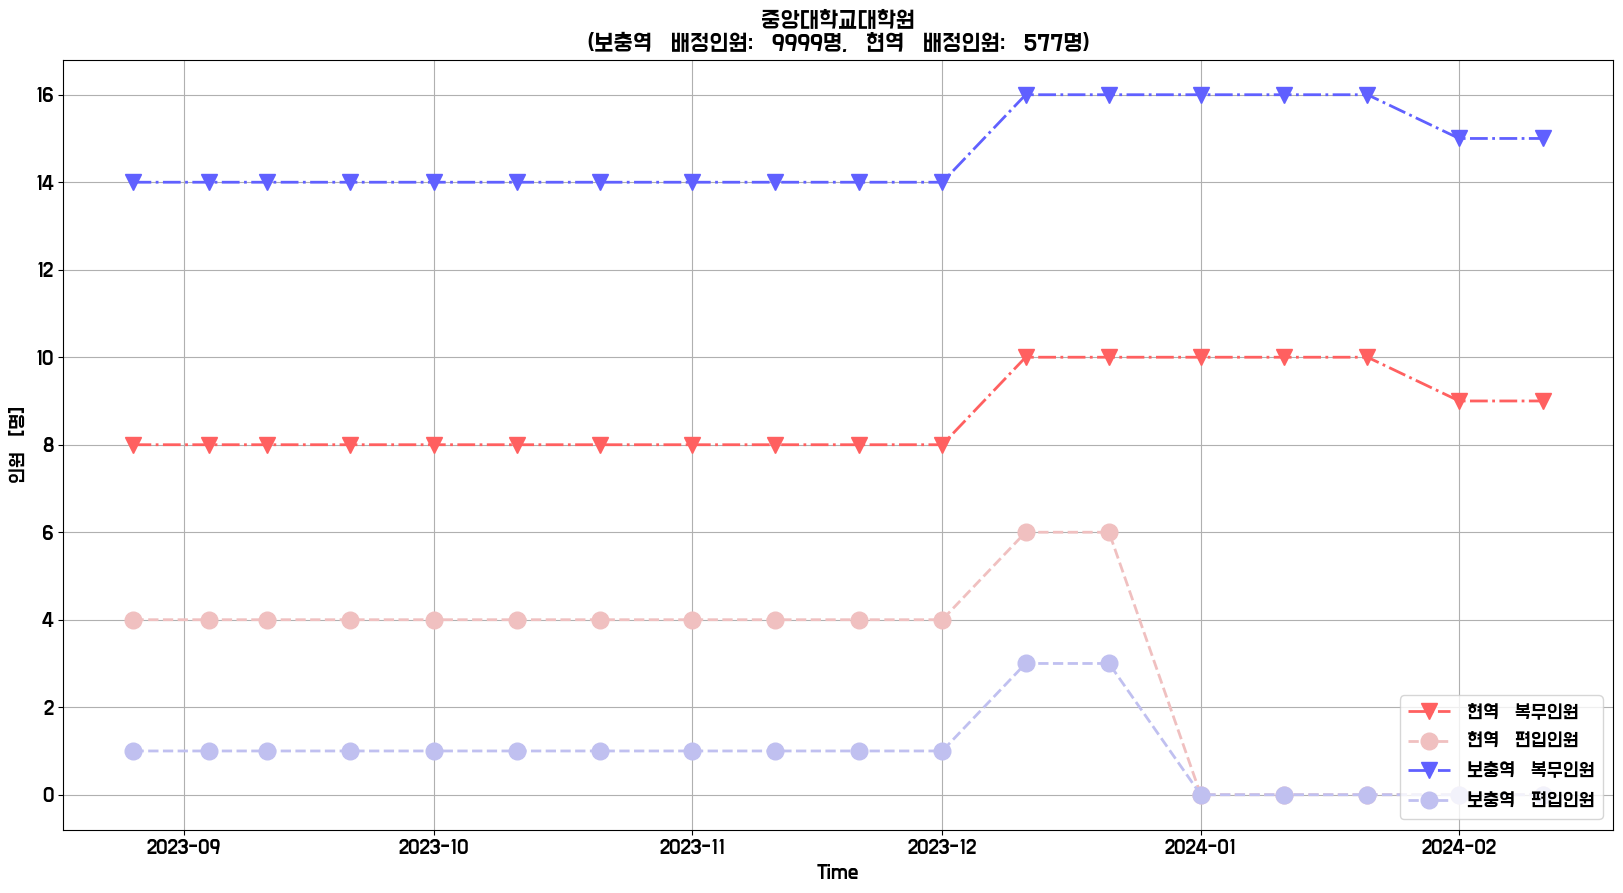 중앙대학교대학원
(보충역 배정인원: 9999명, 현역 배정인원: 577명)
인원 [명]
16
14
12
10
8
6
4
2
0
현역 복무인원
현역 편입인원
보충역 복무인원
보충역 편입인원
2023-09
2023-10
2023-11
2023-12
2024-01
2024-02
Time